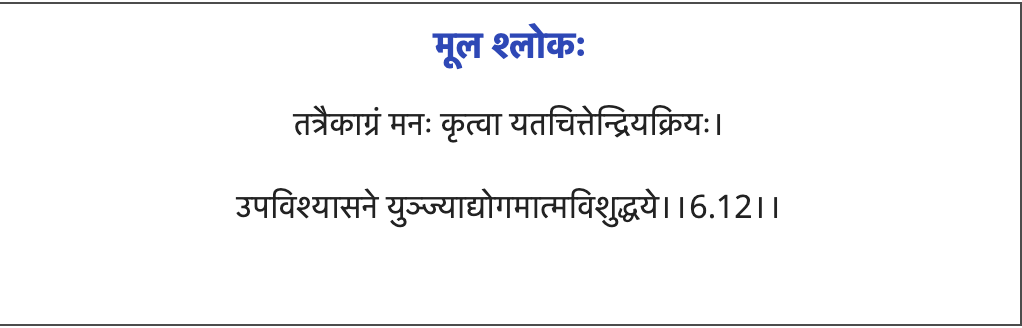 मूल श्लोकः
तत्रैकाग्रं मनः कृत्वा यतचित्तेन्द्रियक्रियः।
उपविश्यासने युञ्ज्याद्योगमात्मविशुद्धये।।6.12।।